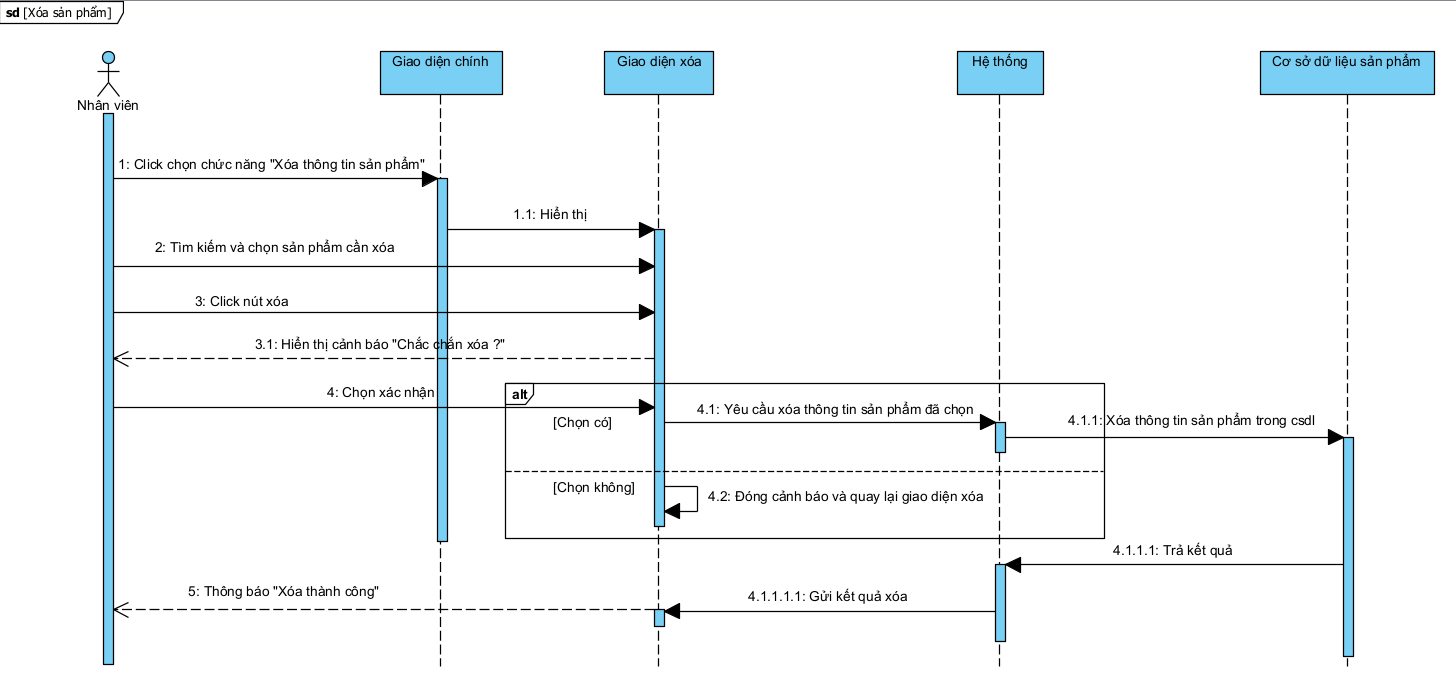 sd [Xóa sản phẩm]
Nhân viên
Giao diện chính
Giao diện xóa
Hệ thống
Cơ sở dữ liệu sản phẩm
1: Click chọn chức năng "Xóa thông tin sản phẩm"
1.1: Hiển thị
2: Tìm kiếm và chọn sản phẩm cần xóa
3: Click nút xóa
3.1: Hiển thị cảnh báo "Chắc chắn xóa ?"
alt
4: Chọn xác nhận
[Chọn có]
4.1: Yêu cầu xóa thông tin sản phẩm đã chọn
4.1.1: Xóa thông tin sản phẩm trong csdl
[Chọn không]
4.2: Đóng cảnh báo và quay lại giao diện xóa
4.1.1.1: Trả kết quả
5: Thông báo "Xóa thành công"
4.1.1.1.1: Gửi kết quả xóa